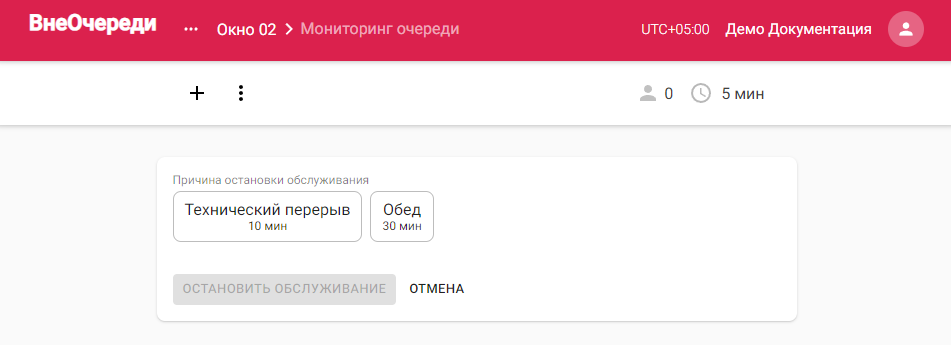 ВнеОчереди ... Окно 02 > Мониторинг очереди UTC+05:00 Демо Документация
0 5 мин
Причина остановки обслуживания
Технический перерыв Обед
10 мин 30 мин
ОСТАНОВИТЬ ОБСЛУЖИВАНИЕ ОТМЕНА